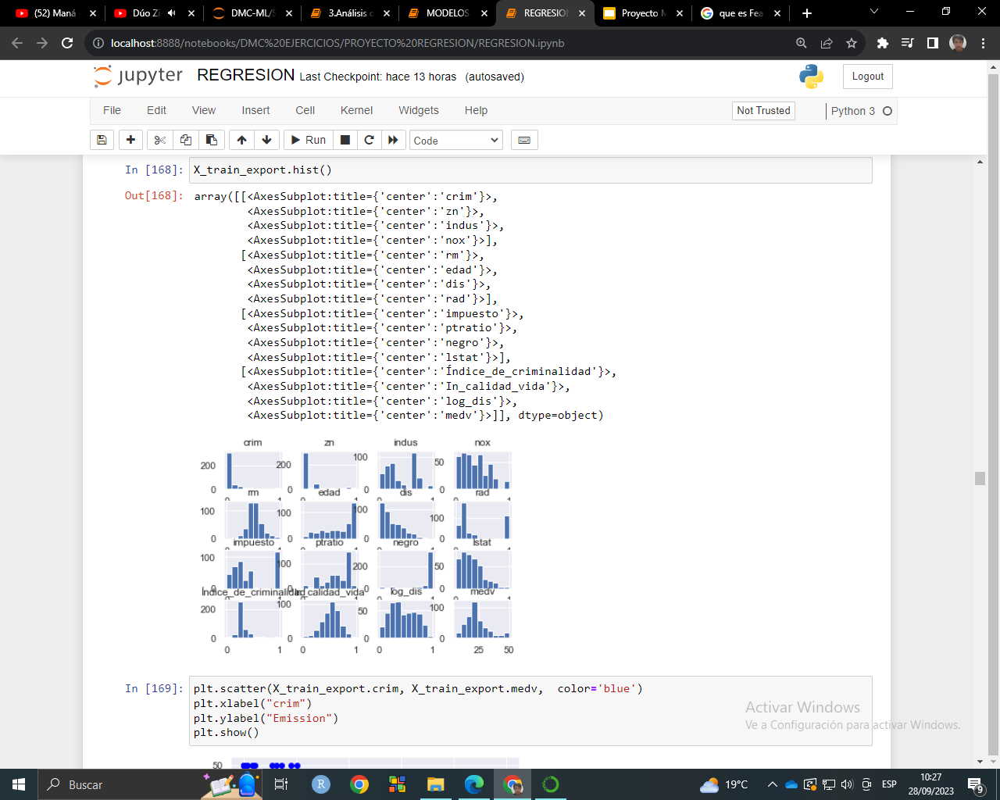 (52) Maná
Dúo Zi
DMC-ML/S
3.Análisis d
MODELOS
REGRESION
Proyecto M
que es Fea
localhost:8888/notebooks/DMC%20EJERCICIOS/PROYECTO%20REGRESION/REGRESION.ipynb
jupyter REGRESION Last Checkpoint: hace 13 horas (autosaved)
Logout
File Edit View Insert Cell Kernel Widgets Help
Not Trusted
Python 3
Run
Code
In [168]: X_train_export.hist()
Out[168]: array([[<AxesSubplot:title={'center':'crim'}>,
<AxesSubplot:title={'center':'zn'}>,
<AxesSubplot:title={'center':'indus'}>,
<AxesSubplot:title={'center':'nox'}>],
[<AxesSubplot:title={'center':'rm'}>,
<AxesSubplot:title={'center':'edad'}>,
<AxesSubplot:title={'center':'dis'}>,
<AxesSubplot:title={'center':'rad'}>],
[<AxesSubplot:title={'center':'impuesto'}>,
<AxesSubplot:title={'center':'ptratio'}>,
<AxesSubplot:title={'center':'negro'}>,
<AxesSubplot:title={'center':'lstat'}>],
[<AxesSubplot:title={'center':'Índice_de_criminalidad'}>,
<AxesSubplot:title={'center':'In_calidad_vida'}>,
<AxesSubplot:title={'center':'log_dis'}>,
<AxesSubplot:title={'center':'medv'}>]], dtype=object)
crim zn indus nox
200 200 100 50
0 0 0 0
rm edad dis rad
100 100 100 100
0 0 0 0
impuesto ptratio negro lstat
100 100 200 50
0 0 0 0
Índice_de_criminalidad In_calidad_vida log_dis medv
200 100 50 100
0 0 0 0
0 1 0 1 0 1 25 50
In [169]: plt.scatter(X_train_export.crim, X_train_export.medv, color='blue')
plt.xlabel("crim")
plt.ylabel("Emission")
plt.show()
50
Activar Windows
Ve a Configuración para activar Windows.
Buscar
R
19°C
ESP
10:27
28/09/2023
9